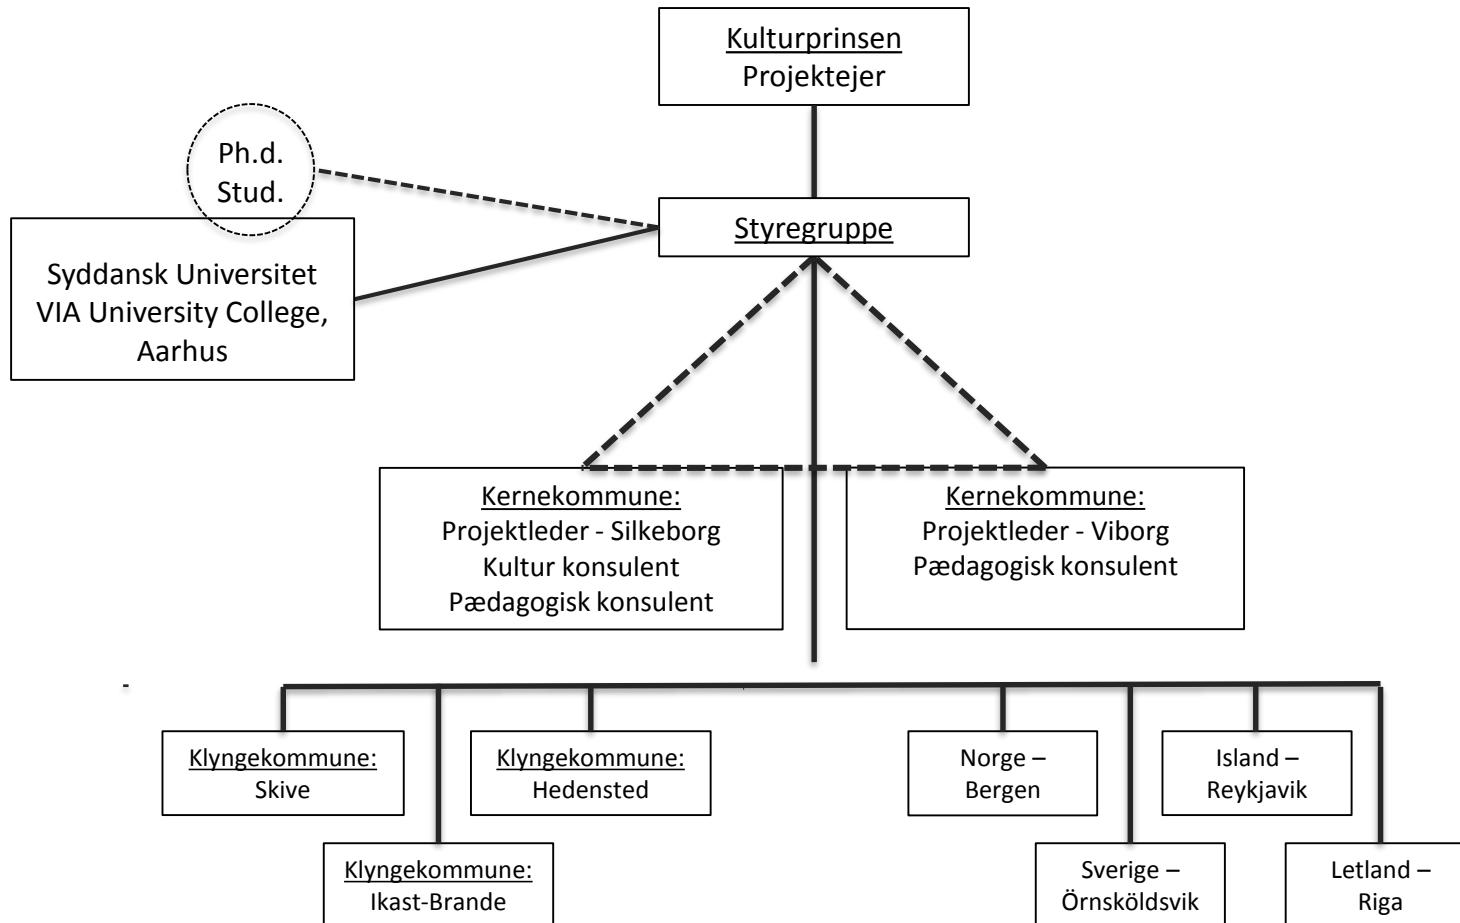 Kulturprinsen
Projektejer
Ph.d.
Stud.
Styregruppe
Syddansk Universitet
VIA University College,
Aarhus
Kernekommune:
Projektleder - Silkeborg
Kultur konsulent
Pædagogisk konsulent
Kernekommune:
Projektleder - Viborg
Pædagogisk konsulent
-
Klyngekommune:
Skive
Klyngekommune:
Hedensted
Norge –
Bergen
Island –
Reykjavik
Klyngekommune:
Ikast-Brande
Sverige –
Örnsköldsvik
Letland –
Riga